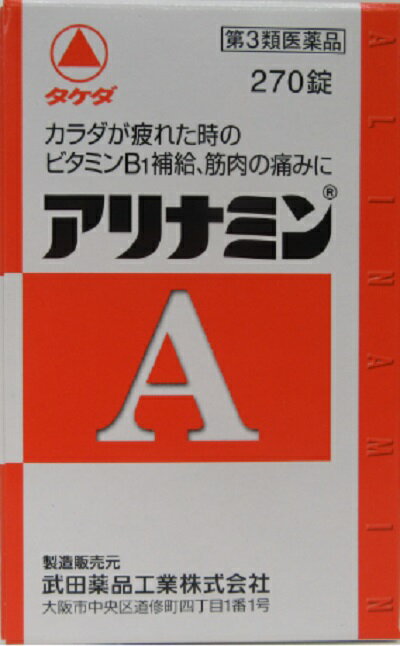 タケダ
第3類医薬品
270錠
カラダが疲れた時の
ビタミンB1補給、筋肉の痛みに
アリナミン®
A
ALINAMIN
製造販売元
武田薬品工業株式会社
大阪市中央区道修町四丁目1番1号